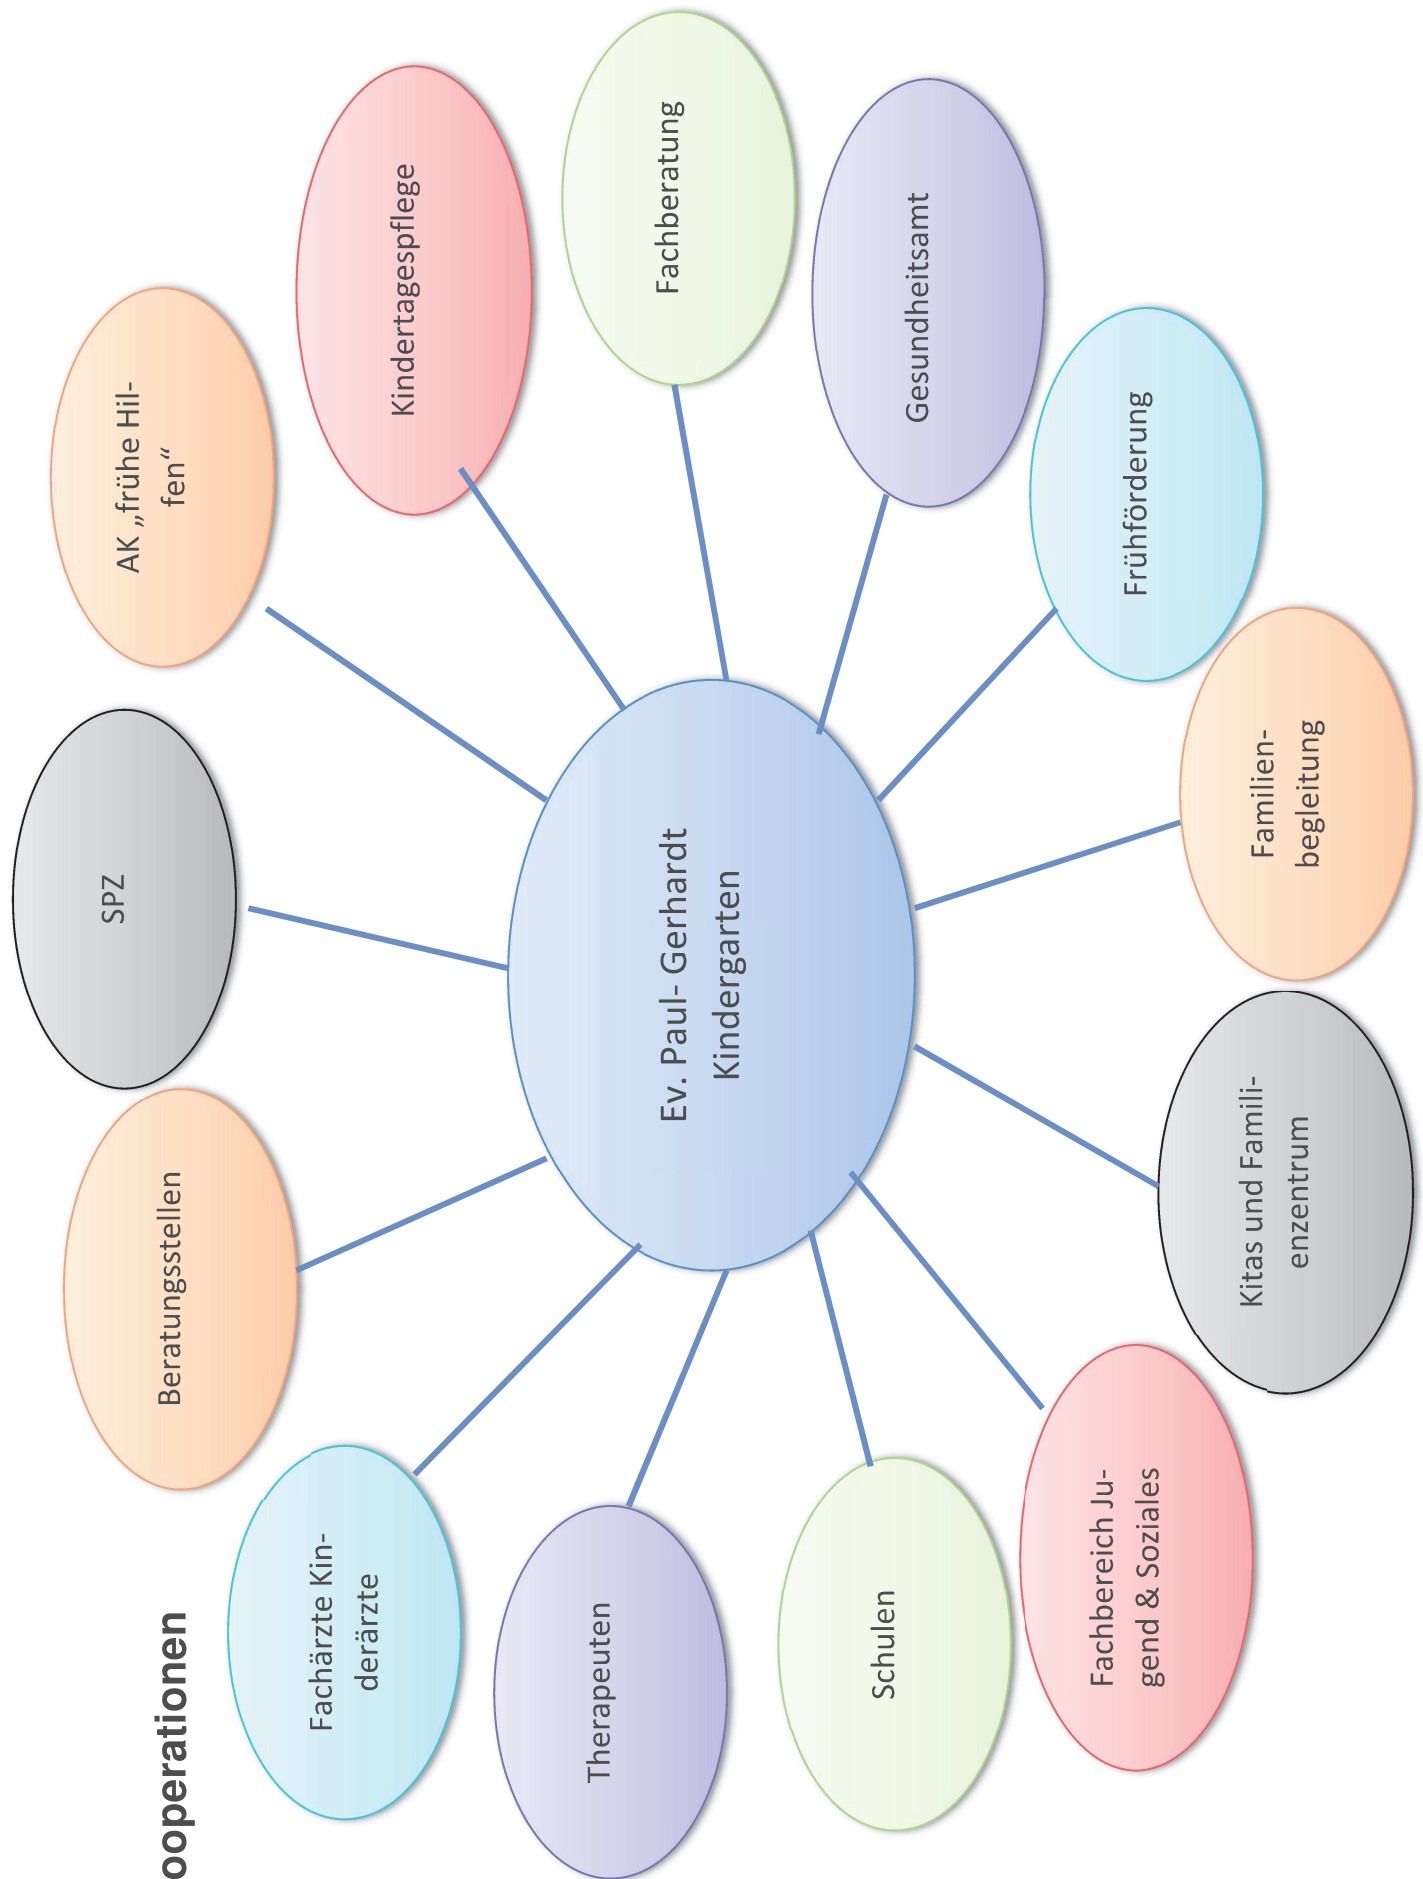 ooperationen
SPZ
AK „frühe Hil-
fen“
Kindertagespflege
Fachberatung
Gesundheitsamt
Frühförderung
Familien-
begleitung
Kitas und Famili-
enzentrum
Fachbereich Ju-
gend & Soziales
Schulen
Therapeuten
Fachärzte Kin-
derärzte
Beratungsstellen
Ev. Paul- Gerhardt
Kindergarten